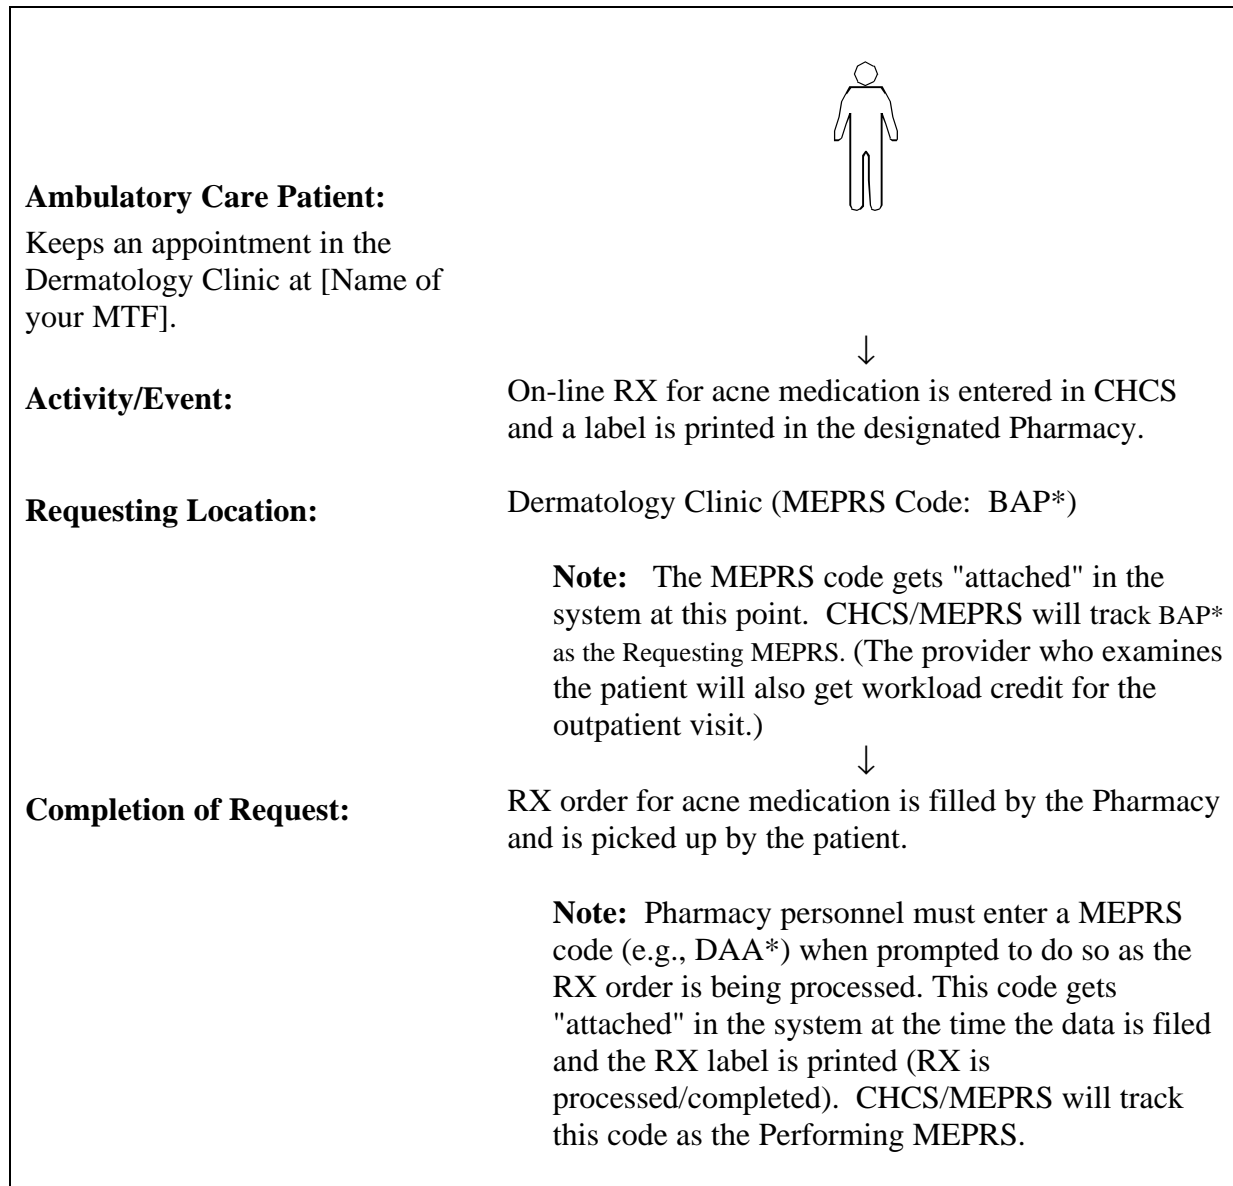 Ambulatory Care Patient:
Keeps an appointment in the
Dermatology Clinic at [Name of
your MTF].
↓
Activity/Event:
On-line RX for acne medication is entered in CHCS
and a label is printed in the designated Pharmacy.
Requesting Location:
Dermatology Clinic (MEPRS Code:  BAP*)
Note:   The MEPRS code gets "attached" in the
system at this point.  CHCS/MEPRS will track BAP*
as the Requesting MEPRS. (The provider who examines
the patient will also get workload credit for the
outpatient visit.)
↓
Completion of Request:
RX order for acne medication is filled by the Pharmacy
and is picked up by the patient.
Note:  Pharmacy personnel must enter a MEPRS
code (e.g., DAA*) when prompted to do so as the
RX order is being processed. This code gets
"attached" in the system at the time the data is filed
and the RX label is printed (RX is
processed/completed).  CHCS/MEPRS will track
this code as the Performing MEPRS.